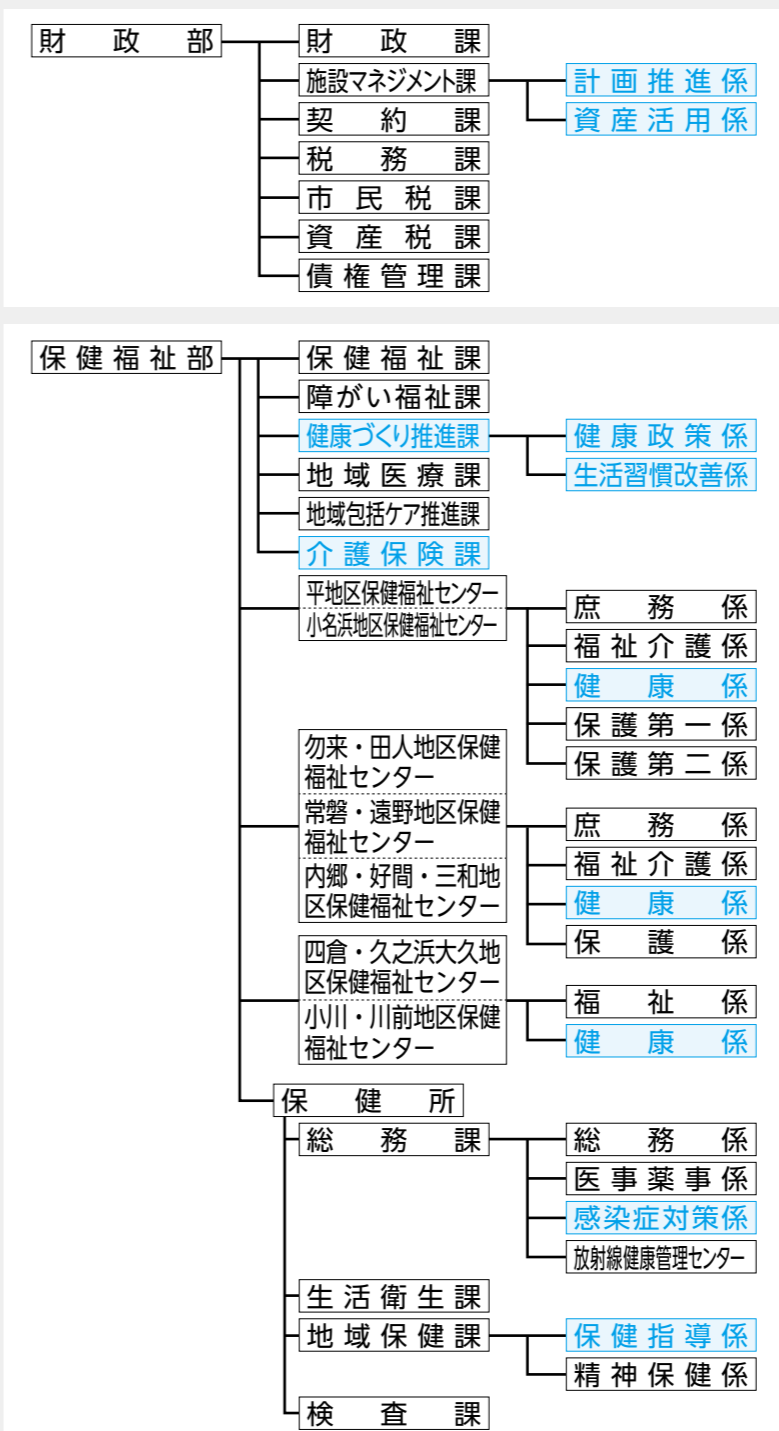 財政部
財政課
施設マネジメント課
計画推進係
資産活用係
契約課
税務課
市民税課
資産税課
債権管理課
保健福祉部
保健福祉課
障がい福祉課
健康づくり推進課
健康政策係
生活習慣改善係
地域医療課
地域包括ケア推進課
介護保険課
平地区保健福祉センター
小名浜地区保健福祉センター
庶務係
福祉介護係
健康係
保護第一係
保護第二係
勿来・田人地区保健
福祉センター
常磐・遠野地区保健
福祉センター
内郷・好間・三和地
区保健福祉センター
庶務係
福祉介護係
健康係
保護係
四倉・久之浜大久地
区保健福祉センター
小川・川前地区保健
福祉センター
福祉係
健康係
保健所
総務課
総務係
医事薬事係
感染症対策係
放射線健康管理センター
生活衛生課
地域保健課
保健指導係
精神保健係
検査課